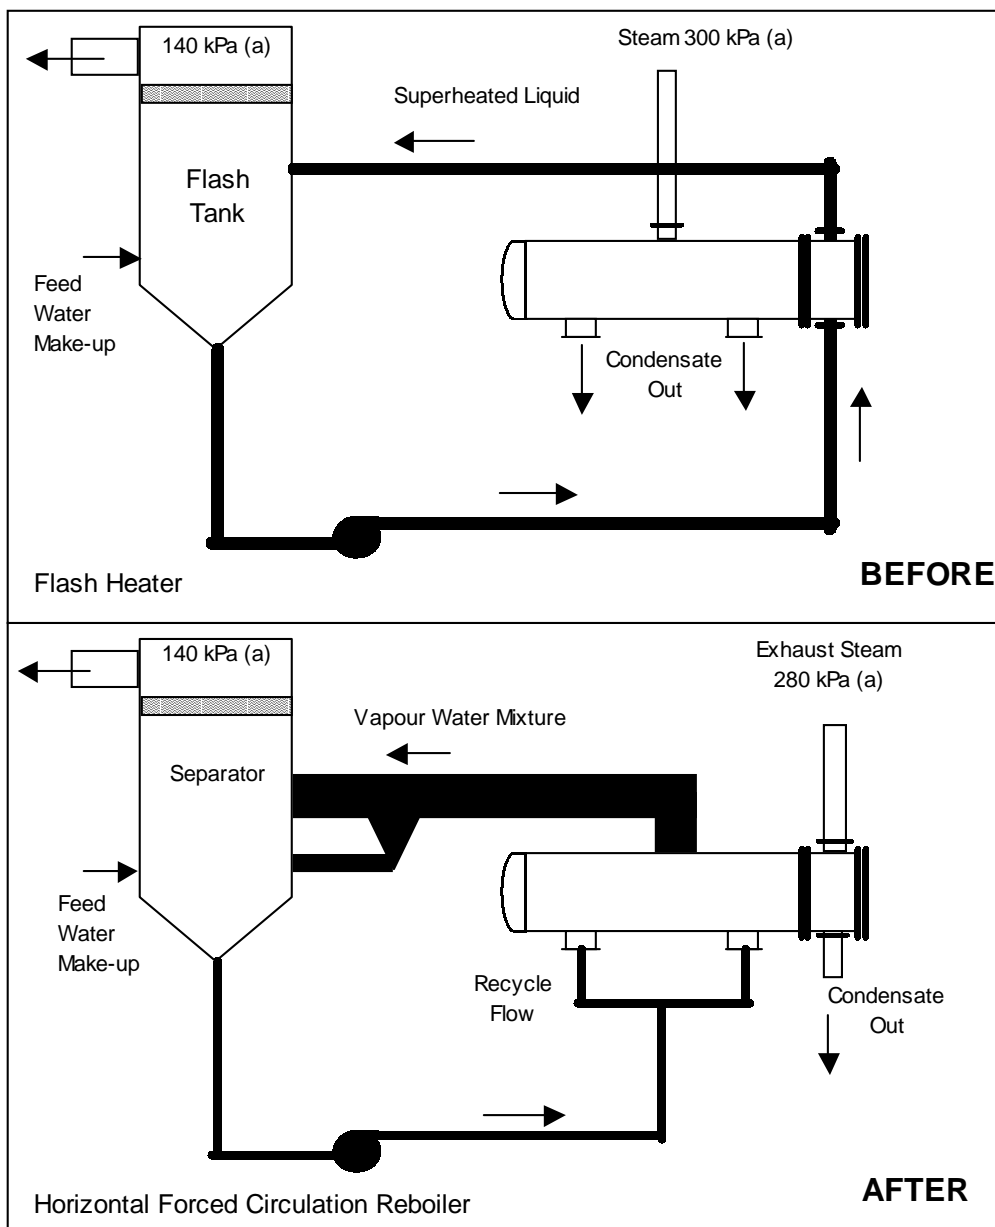 140 kPa (a)
Steam 300 kPa (a)
Superheated Liquid
Flash
Tank
Feed
Water
Make-up
Condensate
Out
Flash Heater
BEFORE
140 kPa (a)
Exhaust Steam
280 kPa (a)
Vapour Water Mixture
Separator
Feed
Water
Make-up
Recycle
Flow
Condensate
Out
Horizontal Forced Circulation Reboiler
AFTER